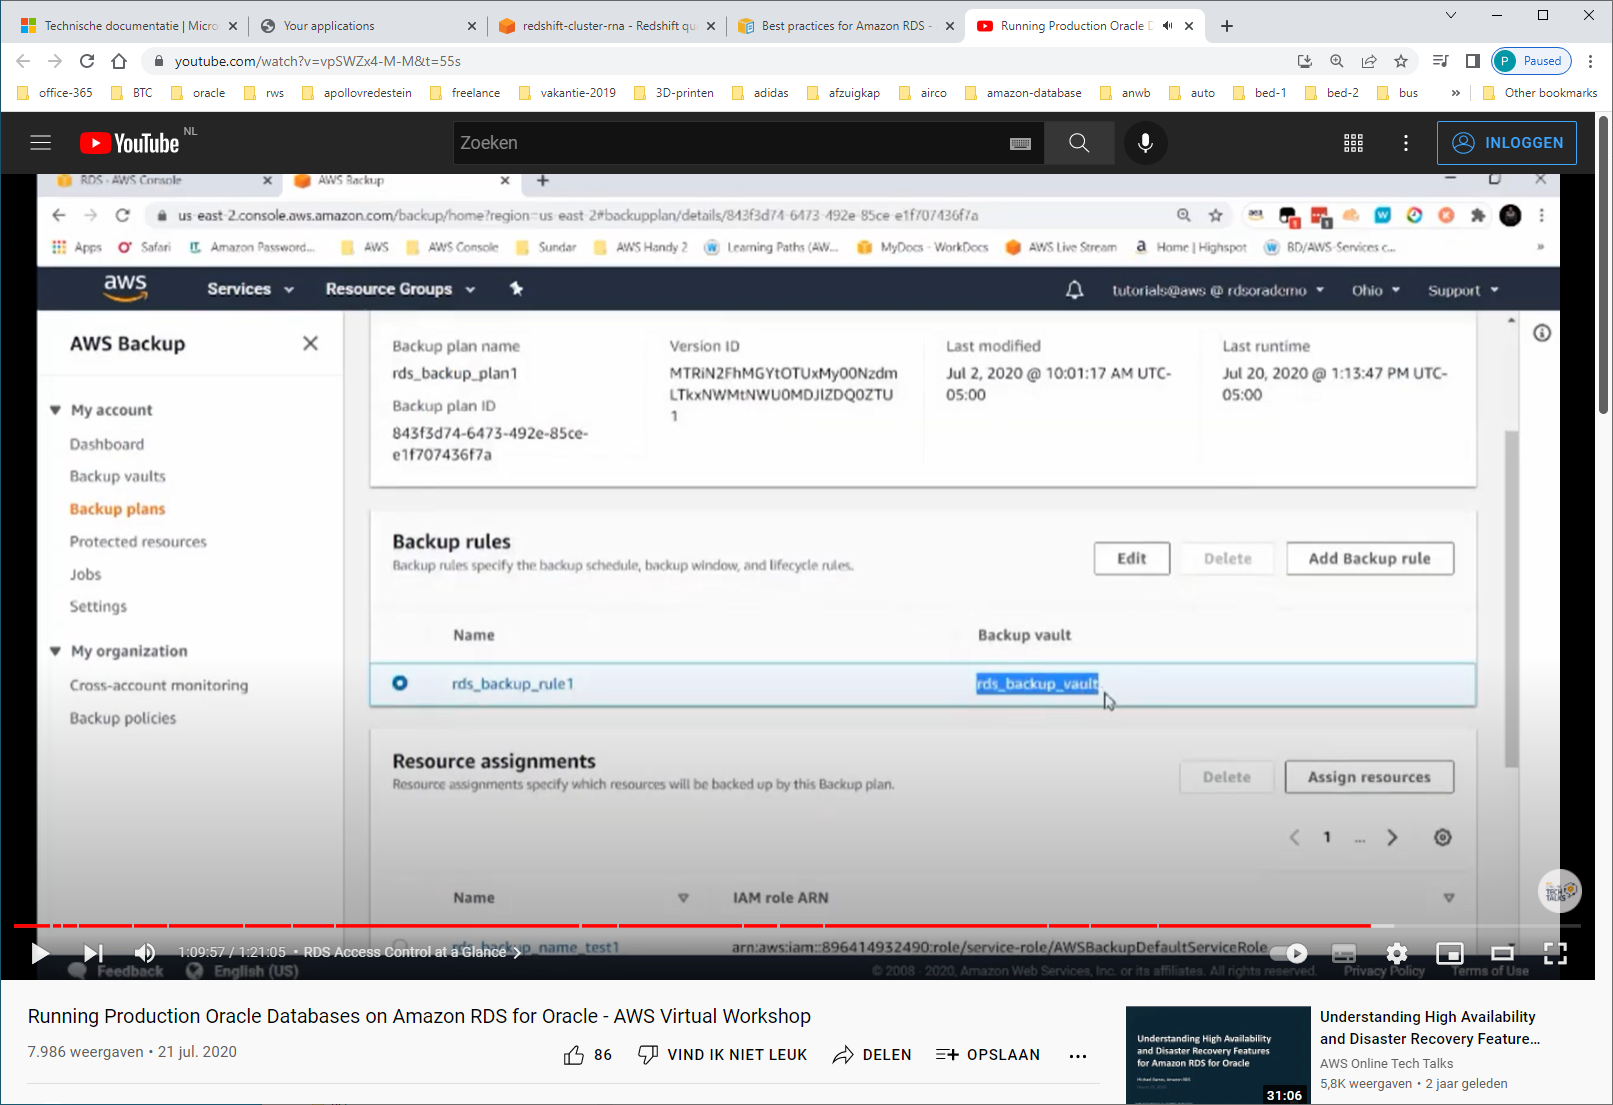 Technische documentatie | Micro
Your applications
redshift-cluster-rna - Redshift qu
Best practices for Amazon RDS -
Running Production Oracle D
youtube.com/watch?v=vpSWZx4-M-M&t=55s
P Paused
office-365 BTC oracle rws apollovredestein freelance vakantie-2019 3D-printen adidas afzuigkap airco amazon-database anwb auto bed-1 bed-2 bus » Other bookmarks
YouTube NL
Zoeken
INLOGGEN
RDS - AWS Console
AWS Backup
us-east-2.console.aws.amazon.com/backup/home?region=us-east-2#backupplan/details/843f3d74-6473-492e-85ce-e1f707436f7a
Apps Safari Amazon Password... AWS AWS Console Sundar AWS Handy 2 Learning Paths (AW... MyDocs - WorkDocs AWS Live Stream Home | Highspot BD/AWS-Services c... »
aws Services Resource Groups tutorials@aws @ rdsorademo Ohio Support
AWS Backup
My account
Dashboard
Backup vaults
Backup plans
Protected resources
Jobs
Settings
My organization
Cross-account monitoring
Backup policies
Backup plan name
rds_backup_plan1
Backup plan ID
843f3d74-6473-492e-85ce-
e1f707436f7a
Version ID
MTRiN2FhMGYtOTUxMy00Nzdm
LTkxNWMtNWU0MDJlZDQ0ZTU
1
Last modified
Jul 2, 2020 @ 10:01:17 AM UTC-
05:00
Last runtime
Jul 20, 2020 @ 1:13:47 PM UTC-
05:00
Backup rules
Backup rules specify the backup schedule, backup window, and lifecycle rules.
Edit Delete Add Backup rule
Name Backup vault
rds_backup_rule1 rds_backup_vault
Resource assignments
Resource assignments specify which resources will be backed up by this Backup plan.
Delete Assign resources
1 ...
Name IAM role ARN
rds_backup_name_test1 arn:aws:iam::896414932490:role/service-role/AWSBackupDefaultServiceRole
TECH TALKS
1:09:57 / 1:21:05 • RDS Access Control at a Glance
Feedback English (US) © 2008 - 2020, Amazon Web Services, Inc. or its affiliates. All rights reserved. Privacy Policy Terms of Use
Running Production Oracle Databases on Amazon RDS for Oracle - AWS Virtual Workshop
7.986 weergaven • 21 jul. 2020
86 VIND IK NIET LEUK DELEN OPSLAAN ...
Understanding High Availability
and Disaster Recovery Features
for Amazon RDS for Oracle
31:06
Understanding High Availability
and Disaster Recovery Feature...
AWS Online Tech Talks
5,8K weergaven • 2 jaar geleden